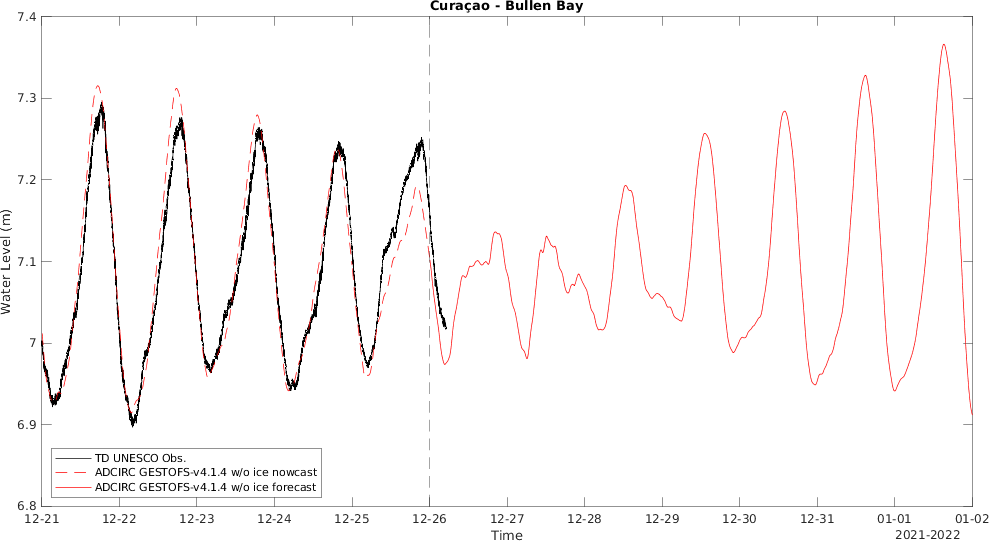 Curaçao - Bullen Bay
Water Level (m)
7.4
7.3
7.2
7.1
7
6.9
6.8
TD UNESCO Obs.
ADCIRC GESTOFS-v4.1.4 w/o ice nowcast
ADCIRC GESTOFS-v4.1.4 w/o ice forecast
12-21 12-22 12-23 12-24 12-25 12-26 12-27 12-28 12-29 12-30 12-31 01-01 01-02
Time
2021-2022